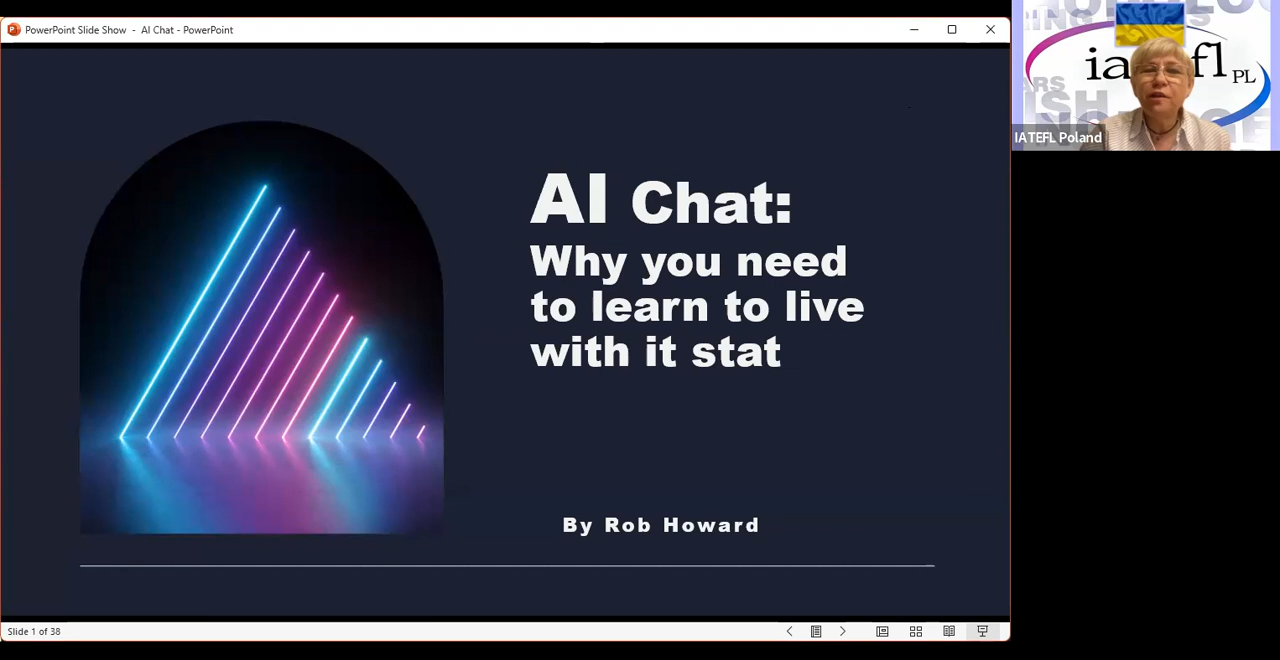 PowerPoint Slide Show - AI Chat - PowerPoint
AI Chat:
Why you need
to learn to live
with it stat
By Rob Howard
Slide 1 of 38
PL
IATEFL Poland